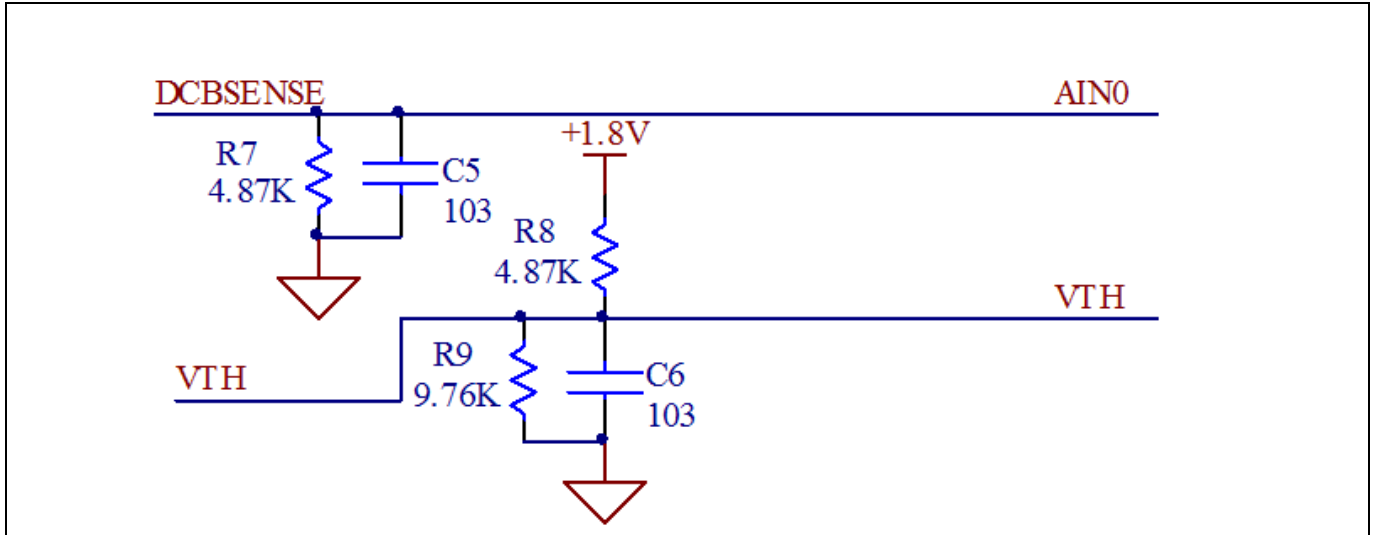 DCBSENSE
AIN0
+1.8V
R7
4.87K
C5
103
R8
4.87K
VTH
VTH
R9
9.76K
C6
103